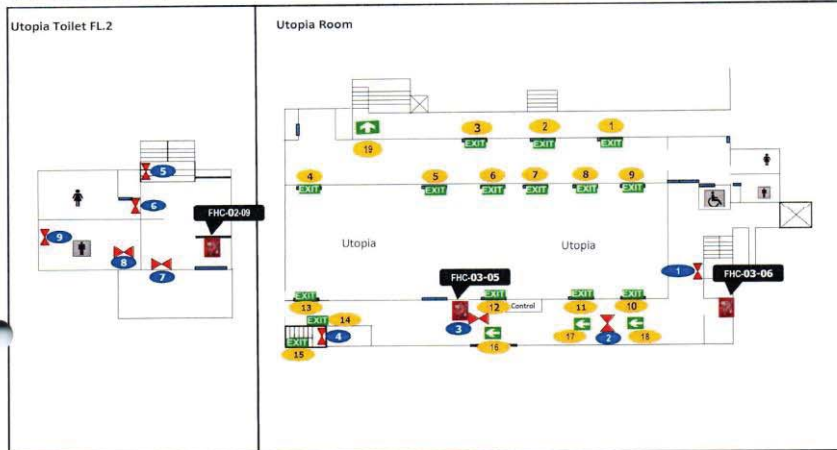 Utopia Toilet FL.2
5
6
FHC-02-09
9
8
7
Utopia Room
19
3
2
1
EXIT
EXIT
EXIT
4
5
6
7
8
9
EXIT
EXIT
EXIT
EXIT
EXIT
EXIT
Utopia
Utopia
1
FHC-03-06
FHC-03-05
EXIT
EXIT
EXIT
EXIT
13
12
Control
11
10
EXIT
14
3
4
EXIT
15
16
17
2
18